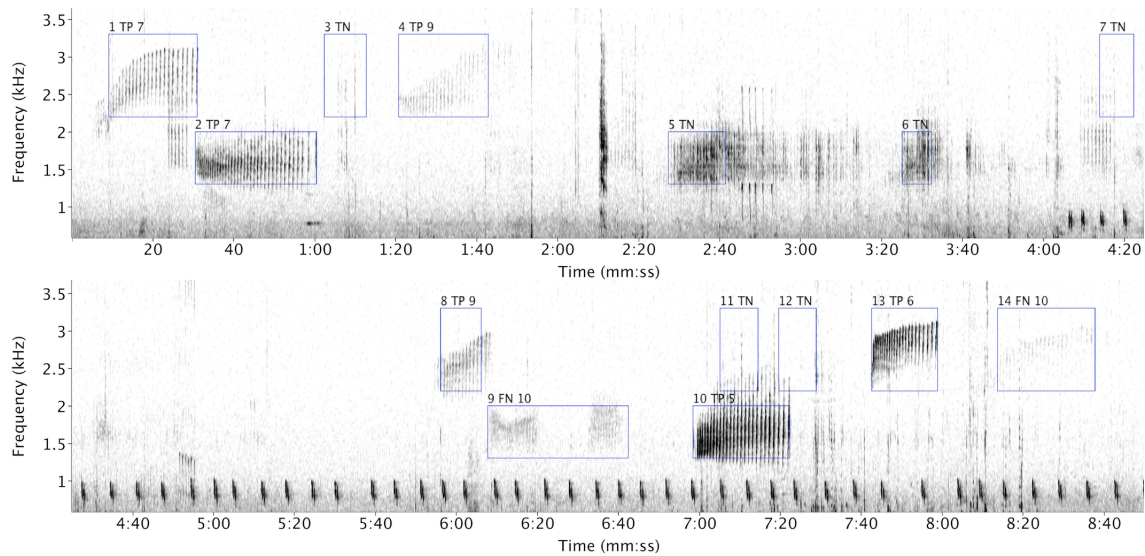 3.5
3
2.5
2
1.5
1
Frequency (kHz)
1 TP 7
2 TP 7
3 TN
4 TP 9
5 TN
6 TN
7 TN
20 40 1:00 1:20 1:40 2:00 2:20 2:40 3:00 3:20 3:40 4:00 4:20
Time (mm:ss)
3.5
3
2.5
2
1.5
1
Frequency (kHz)
8 TP 9
9 FN 10
10 TP 5
11 TN
12 TN
13 TP 6
14 FN 10
4:40 5:00 5:20 5:40 6:00 6:20 6:40 7:00 7:20 7:40 8:00 8:20 8:40
Time (mm:ss)